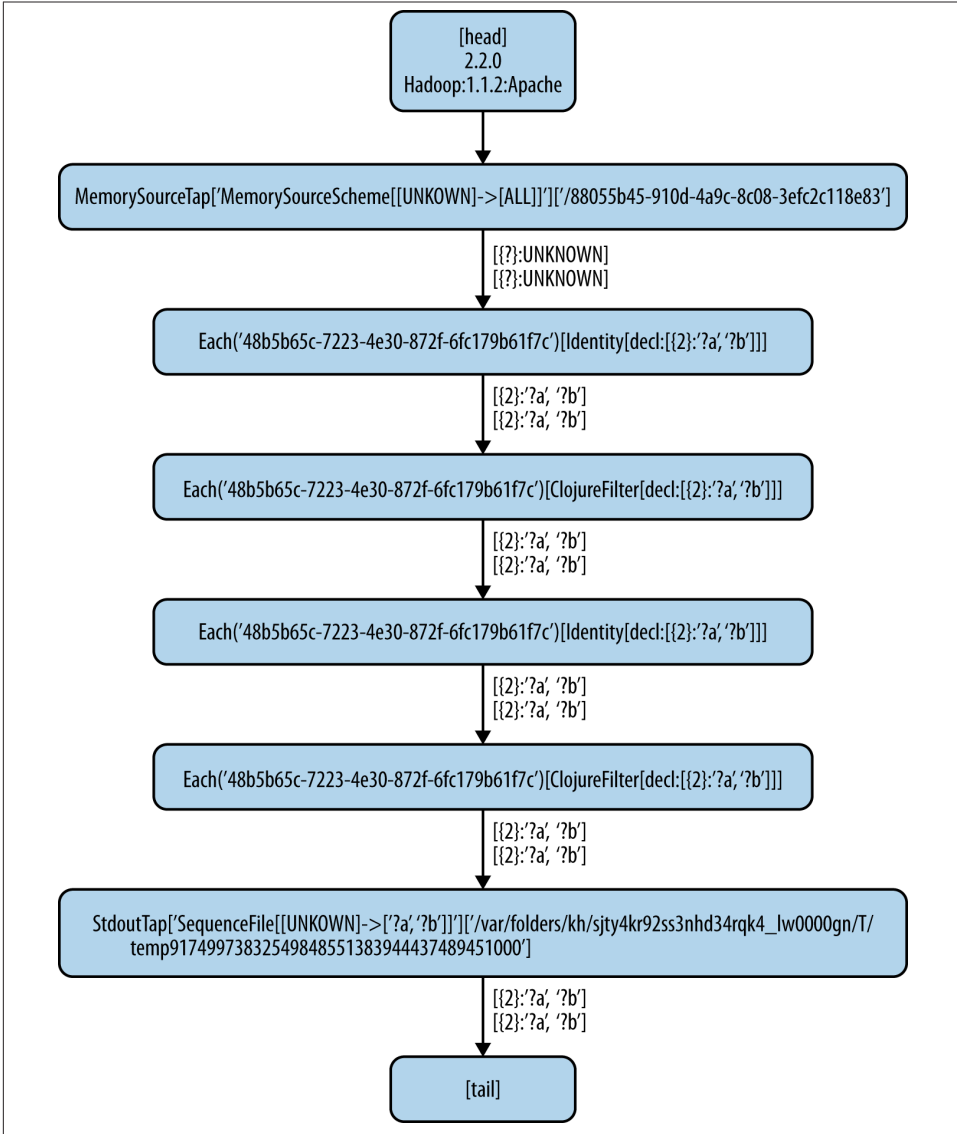 [head]
2.2.0
Hadoop:1.1.2:Apache
MemorySourceTap['MemorySourceScheme[[UNKOWN]->[ALL]]']['/88055b45-910d-4a9c-8c08-3efc2c118e83']
[{?}:UNKNOWN]
[{?}:UNKNOWN]
Each('48b5b65c-7223-4e30-872f-6fc179b61f7c')[Identity[decl:[{2}:'?a', '?b']]]
[{2}:'?a', '?b']
[{2}:'?a', '?b']
Each('48b5b65c-7223-4e30-872f-6fc179b61f7c')[ClojureFilter[decl:[{2}:'?a', '?b']]]
[{2}:'?a', '?b']
[{2}:'?a', '?b']
Each('48b5b65c-7223-4e30-872f-6fc179b61f7c')[Identity[decl:[{2}:'?a', '?b']]]
[{2}:'?a', '?b']
[{2}:'?a', '?b']
Each('48b5b65c-7223-4e30-872f-6fc179b61f7c')[ClojureFilter[decl:[{2}:'?a', '?b']]]
[{2}:'?a', '?b']
[{2}:'?a', '?b']
StdoutTap['SequenceFile[[UNKOWN]->['?a', '?b']]']['/var/folders/kh/sjty4kr92ss3nhd34rqk4_lw0000gn/T/
temp91749973832549848551383944437489451000']
[{2}:'?a', '?b']
[{2}:'?a', '?b']
[tail]